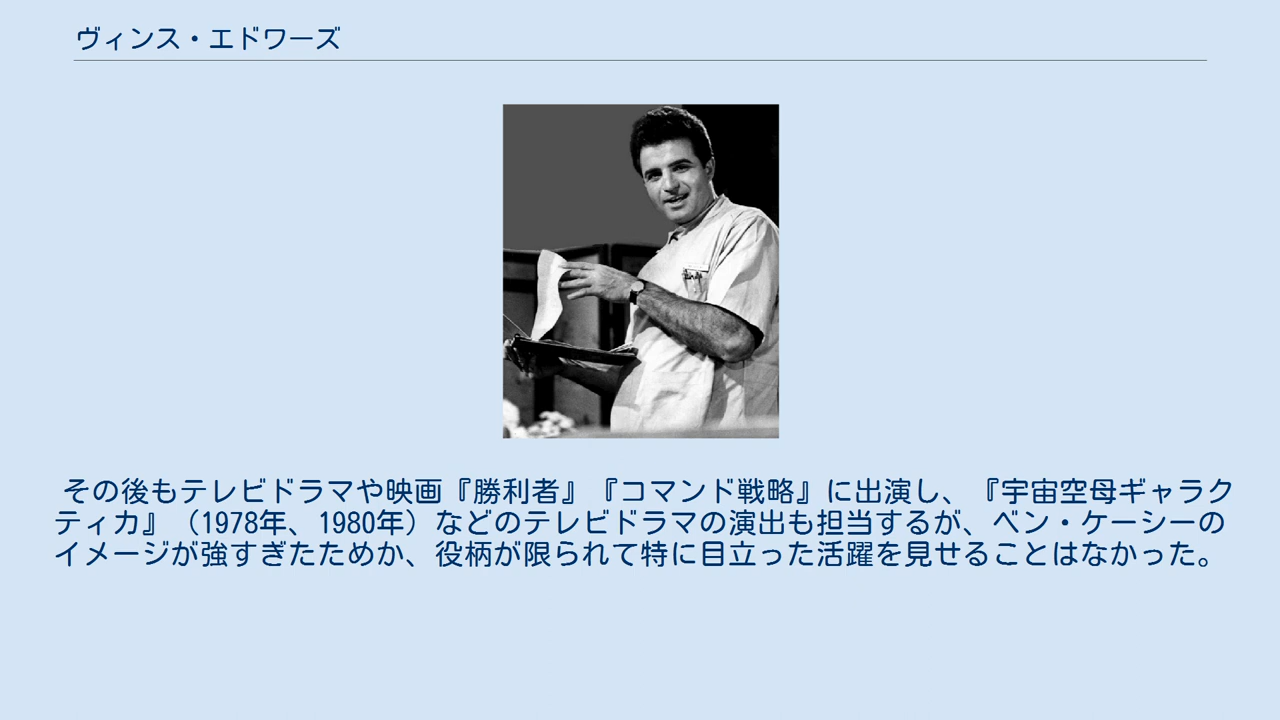 ヴィンス・エドワーズ
その後もテレビドラマや映画『勝利者』『コマンド戦略』に出演し、『宇宙空母ギャラク
ティカ』（1978年、1980年）などのテレビドラマの演出も担当するが、ベン・ケーシーの
イメージが強すぎたためか、役柄が限られて特に目立った活躍を見せることはなかった。